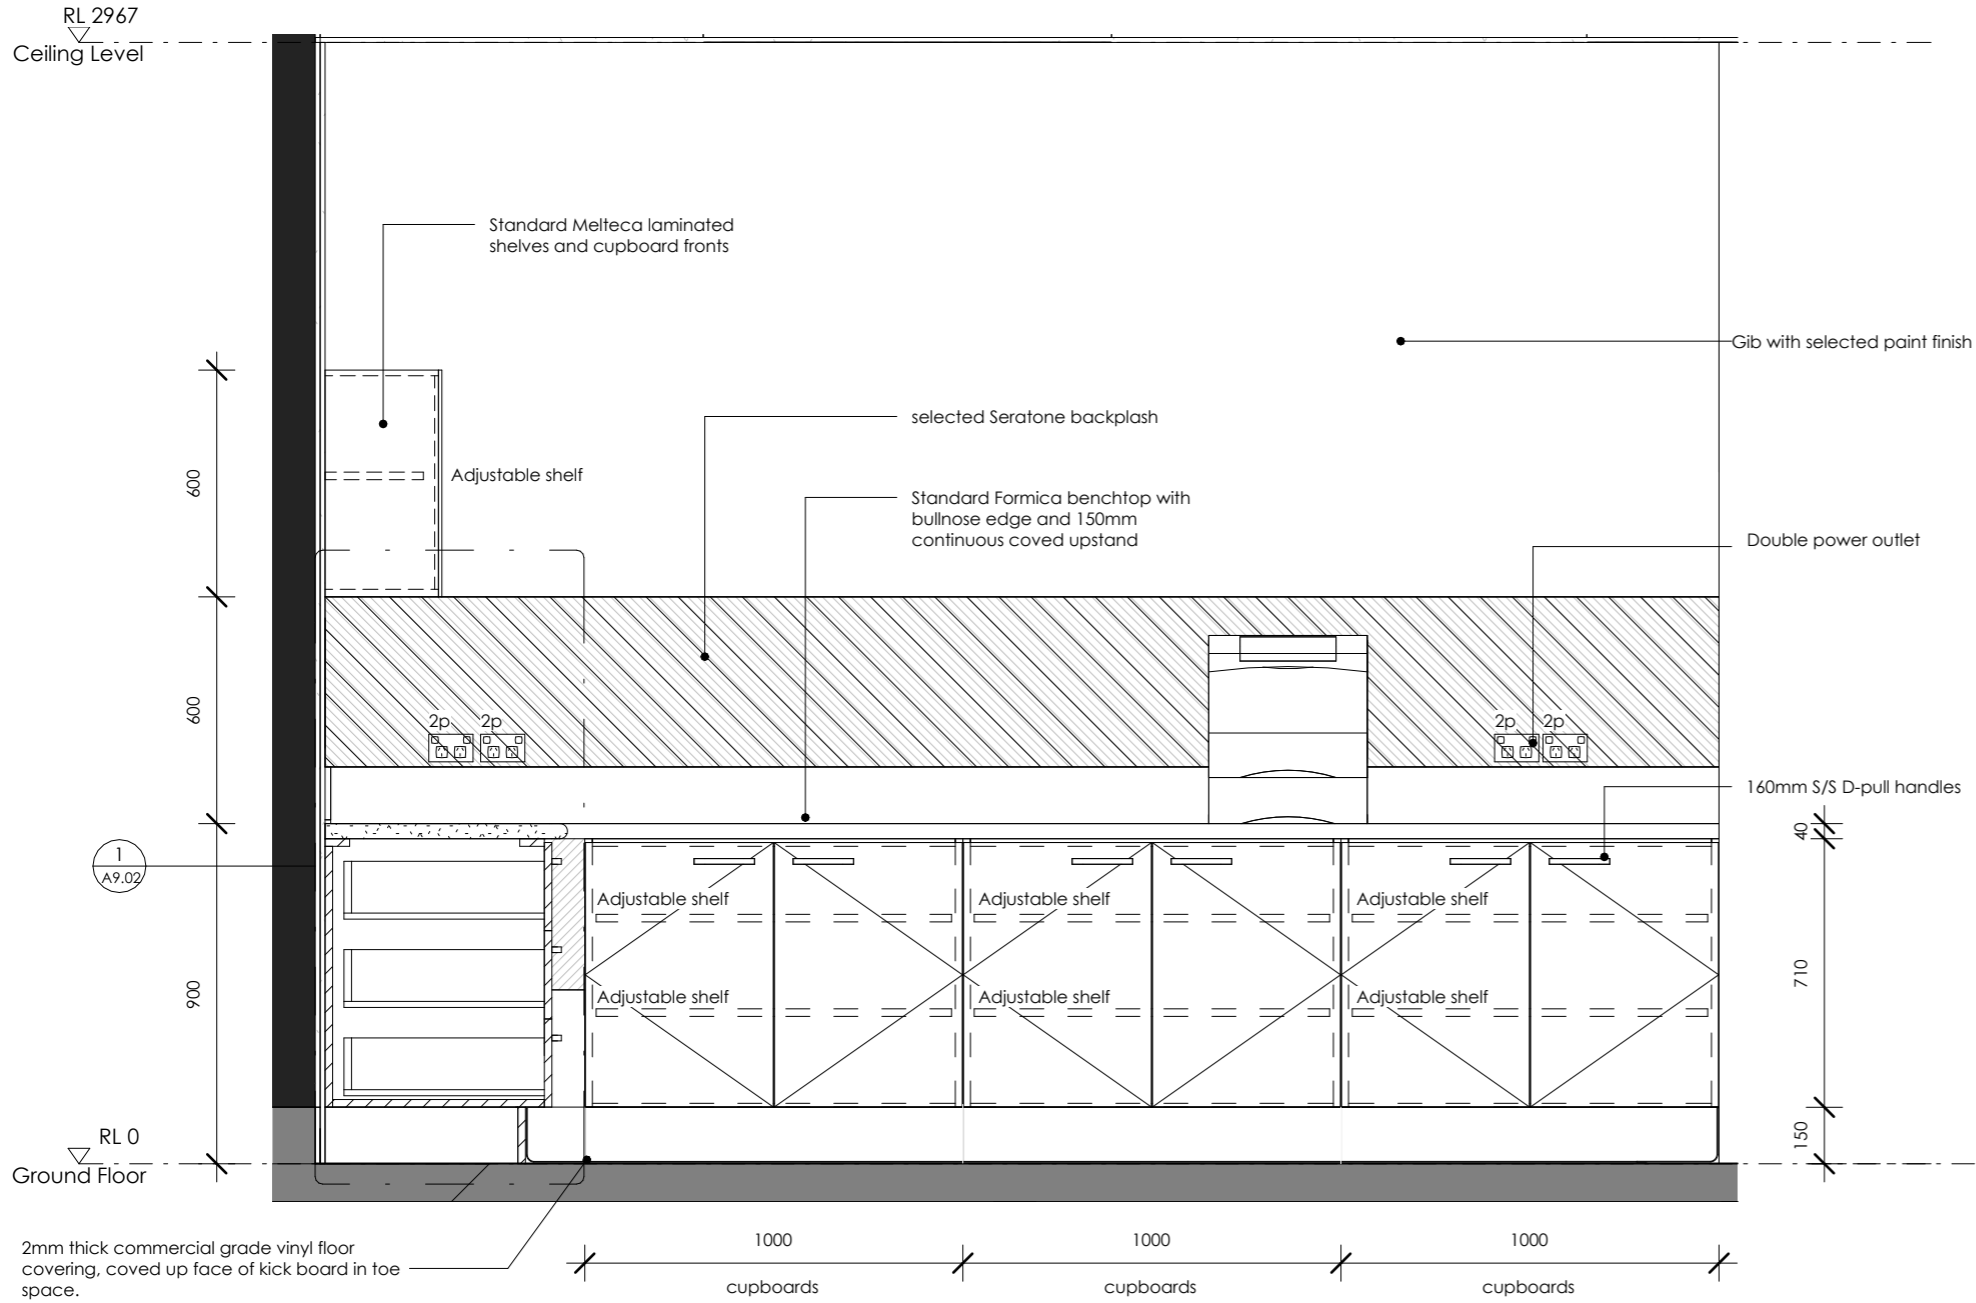 RL 2967
Ceiling Level
Standard Melteca laminated
shelves and cupboard fronts
Gib with selected paint finish
selected Seratone backplash
600
Adjustable shelf
Standard Formica benchtop with
bullnose edge and 150mm
continuous coved upstand
Double power outlet
600
2p 2p
2p 2p
160mm S/S D-pull handles
40
1
A9.02
Adjustable shelf
Adjustable shelf
Adjustable shelf
710
900
Adjustable shelf
Adjustable shelf
Adjustable shelf
150
RL 0
Ground Floor
2mm thick commercial grade vinyl floor
covering, coved up face of kick board in toe
space.
1000
1000
1000
cupboards
cupboards
cupboards